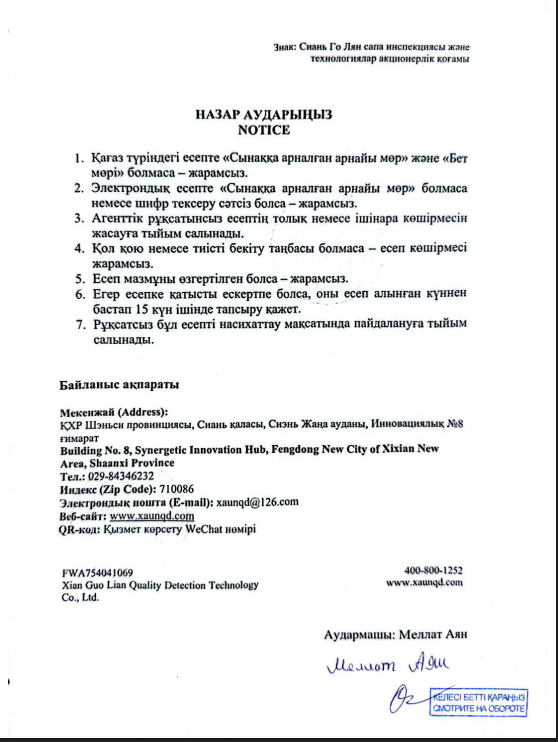 Знак: Сиань Го Лян сапа инспекциясы және
технологиялар акционерлік қоғамы
НАЗАР АУДАРЫҢЫЗ
NOTICE
1. Қағаз түріндегі есепте «Сынаққа арналған арнайы мөр» және «Бет
мөрі» болмаса – жарамсыз.
2. Электрондық есепте «Сынаққа арналған арнайы мөр» болмаса
немесе шифр тексеру сәтсіз болса – жарамсыз.
3. Агенттік рұқсатынсыз есептің толық немесе ішінара көшірмесін
жасауға тыйым салынады.
4. Қол қою немесе тиісті бекіту таңбасы болмаса – есеп көшірмесі
жарамсыз.
5. Есеп мазмұны өзгертілген болса – жарамсыз.
6. Егер есепке қатысты ескертпе болса, оны есеп алынған күннен
бастап 15 күн ішінде тапсыру қажет.
7. Рұқсатсыз бұл есепті насихаттау мақсатында пайдалануға тыйым
салынады.
Байланыс ақпараты
Мекенжай (Address):
ҚХР Шэньси провинциясы, Сиань қаласы, Сиэнь Жаңа ауданы, Инновациялық №8
ғимарат
Building No. 8, Synergetic Innovation Hub, Fengdong New City of Xixian New
Area, Shaanxi Province
Тел.: 029-84346232
Индекс (Zip Code): 710086
Электрондық пошта (E-mail): xaunqd@126.com
Веб-сайт: www.xaunqd.com
QR-код: Қызмет көрсету WeChat нөмірі
FWA754041069
Xian Guo Lian Quality Detection Technology
Co., Ltd.
400-800-1252
www.xaunqd.com
Аудармашы: Меллат Аян
Меллат Аян
КЕЛЕСІ БЕТТІ ҚАРАҢЫЗ
СМОТРИТЕ НА ОБОРОТЕ